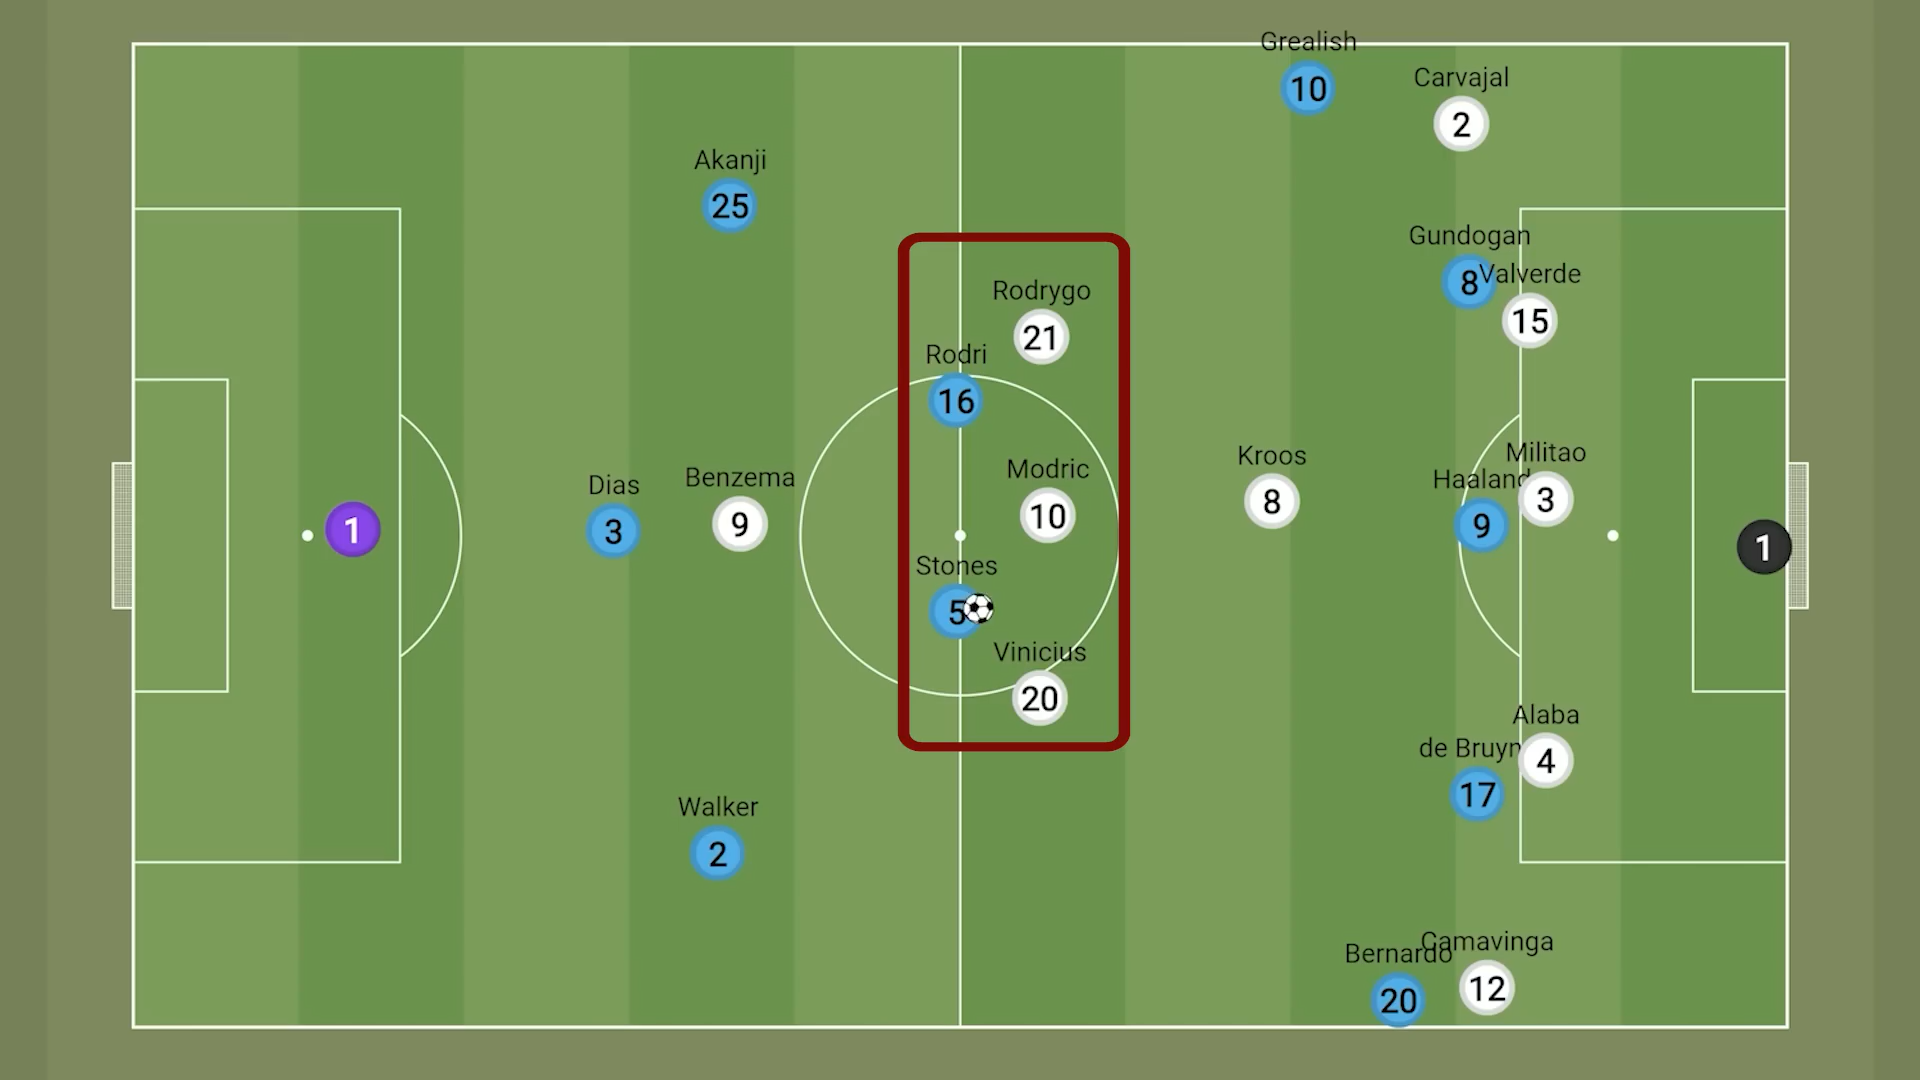 Grealish
10
Carvajal
2
Akanji
25
Gundogan
8
Valverde
15
Rodrygo
21
Rodri
16
Modric
10
Kroos
8
Militao
3
Haaland
9
Dias
3
Benzema
9
1
1
Stones
5
Vinicius
20
Alaba
4
de Bruyn
17
Walker
2
Bernardo
20
Camavinga
12